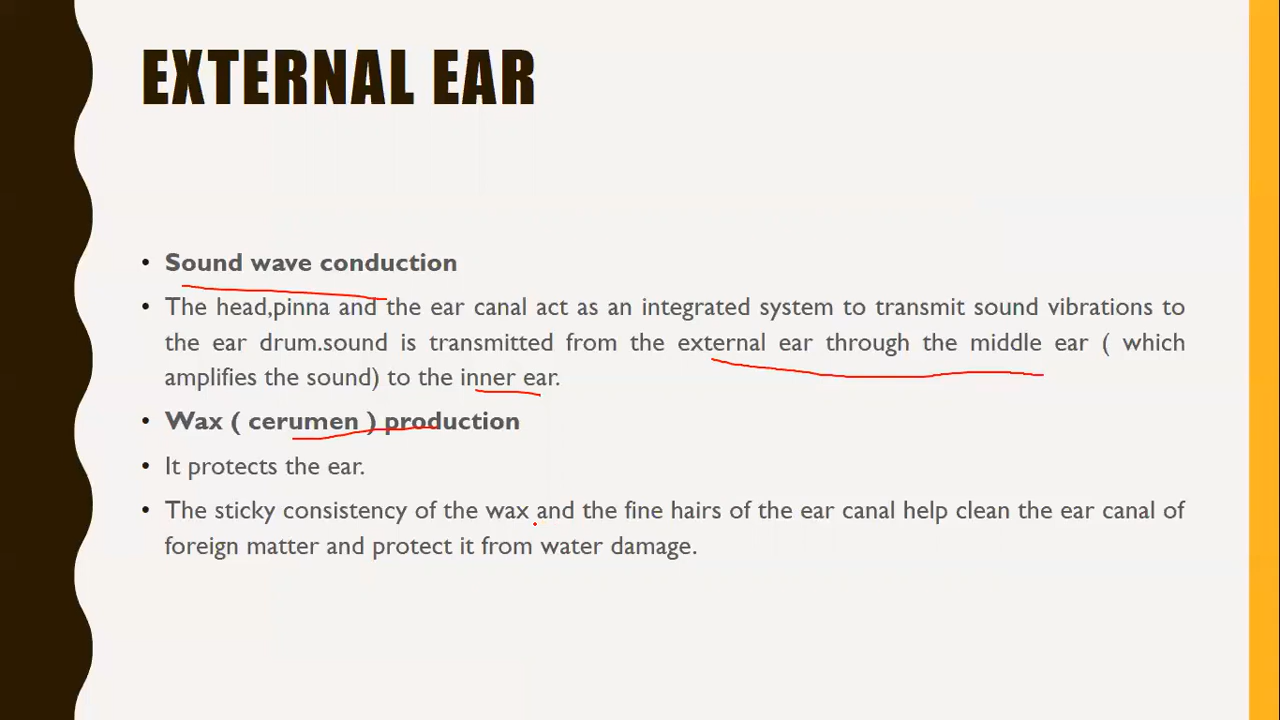 EXTERNAL EAR
• Sound wave conduction
• The head,pinna and the ear canal act as an integrated system to transmit sound vibrations to
the ear drum.sound is transmitted from the external ear through the middle ear ( which
amplifies the sound) to the inner ear.
• Wax ( cerumen ) production
• It protects the ear.
• The sticky consistency of the wax and the fine hairs of the ear canal help clean the ear canal of
foreign matter and protect it from water damage.